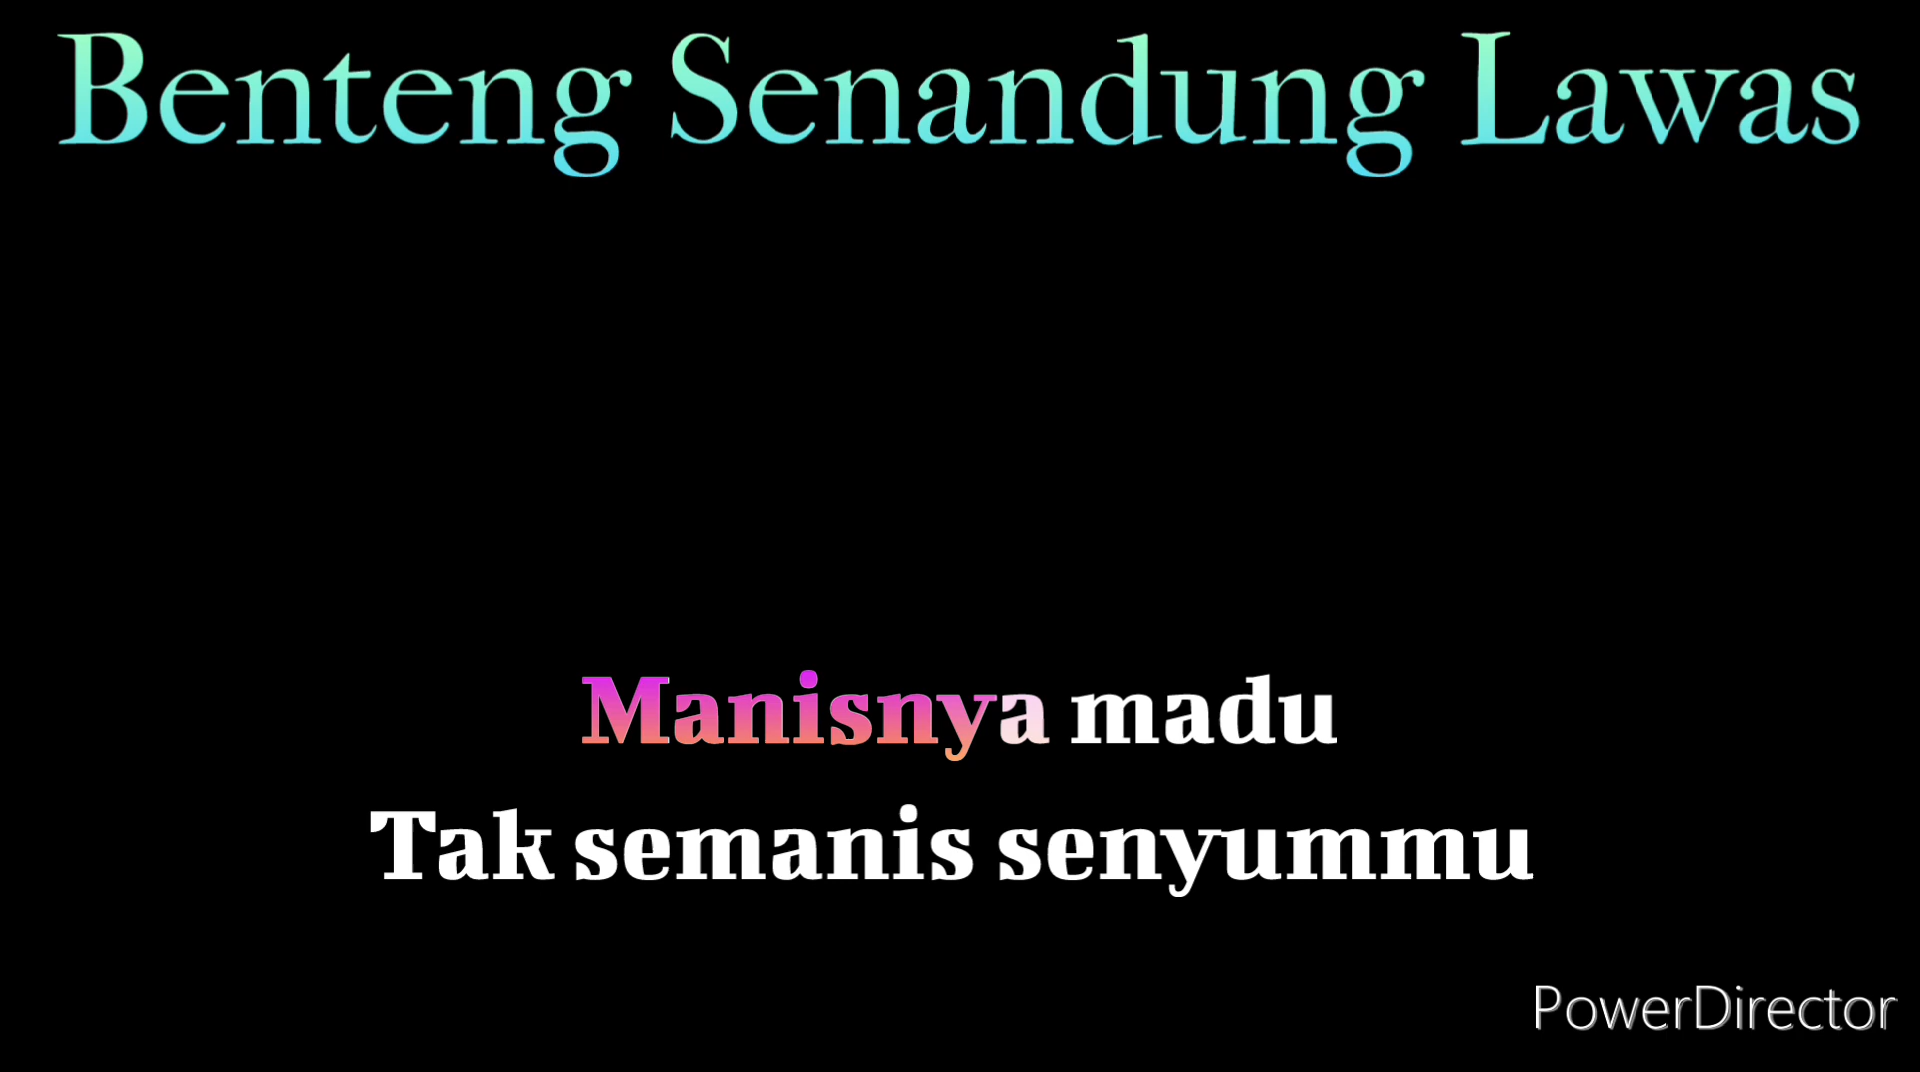 Benteng Senandung Lawas
Manisnya madu
Tak semanis senyummu
PowerDirector